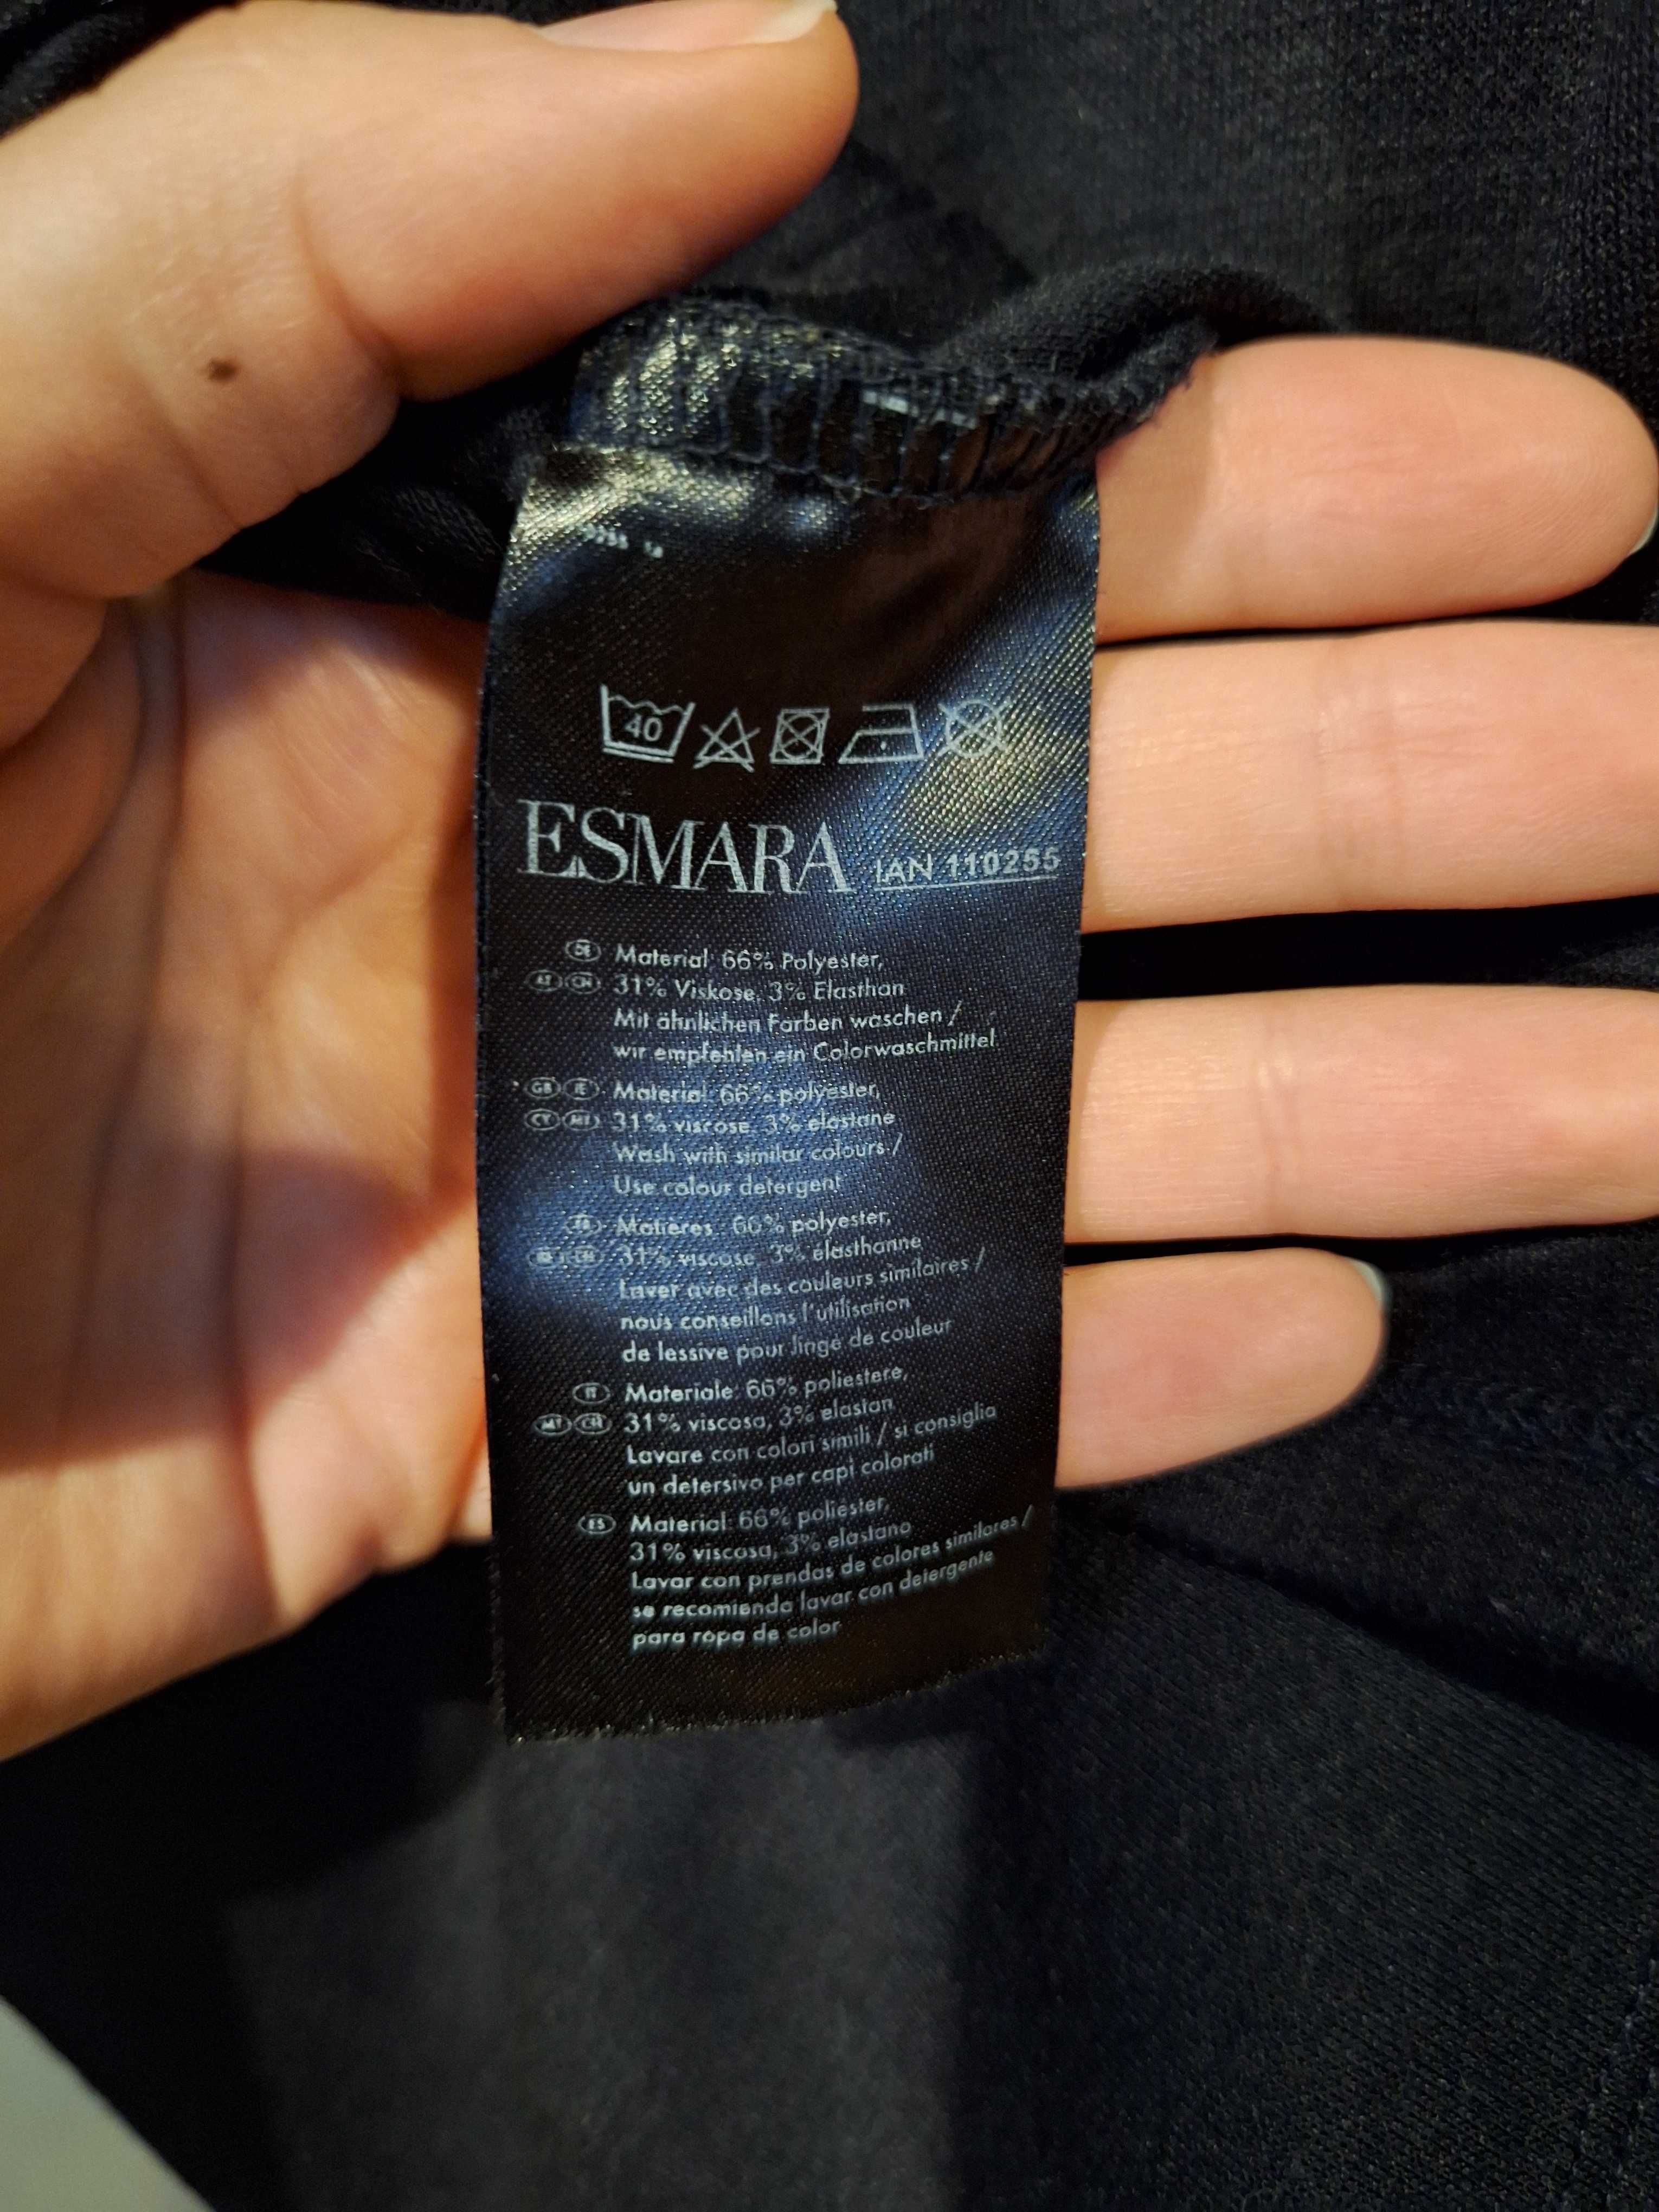 40
ESMARA IAN 110255
DE Material: 66% Polyester,
AT CH 31% Viskose, 3% Elasthan
Mit ähnlichen Farben waschen /
wir empfehlen ein Colorwaschmittel
GB IE Material: 66% polyester,
CY MT 31% viscose, 3% elastane
Wash with similar colours /
Use colour detergent
FR Matières: 66% polyester,
31% viscose, 3% élasthanne
Laver avec des couleurs similaires /
nous conseillons l'utilisation
de lessive pour linge de couleur
IT Materiale: 66% poliestere,
MT CH 31% viscosa, 3% elastan
Lavare con colori simili / si consiglia
un detersivo per capi colorati
ES Material: 66% poliéster,
31% viscosa, 3% elastano
Lavar con prendas de colores similares /
se recomienda lavar con detergente
para ropa de color